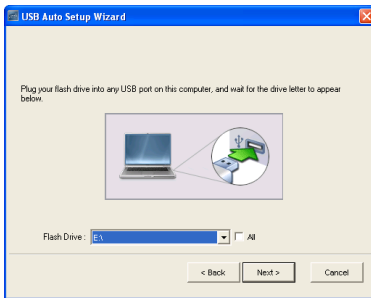 USB Auto Setup Wizard
Plug your flash drive into any USB port on this computer, and wait for the drive letter to appear
below.
Flash Drive : E:\ All
< Back Next > Cancel